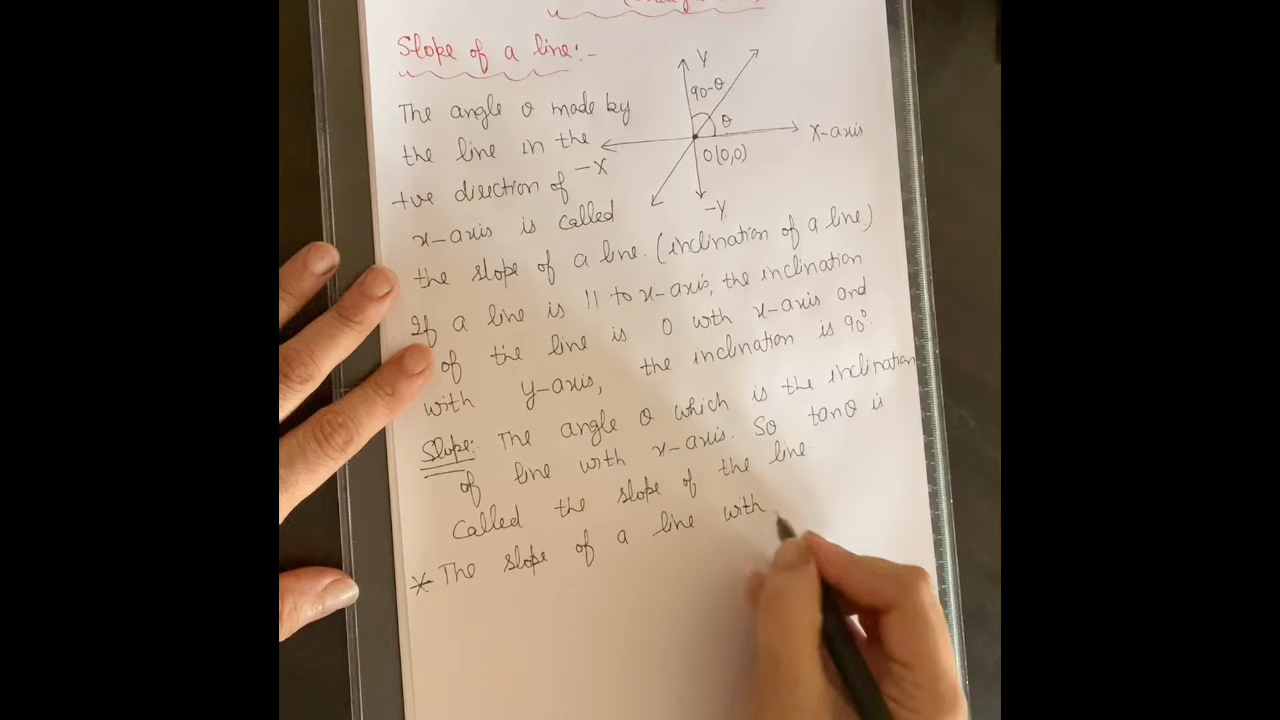 Slope of a line:-
The angle θ made by
the line in the
+ve direction of
x-axis is called
the slope of a line. (inclination of a line.)
If a line is || to x-axis, the inclination
of the line is 0 with x-axis and
with y-axis, the inclination is 90°.
Slope:- The angle θ which is the inclination
of line with x-axis. So tanθ is
called the slope of the line.
* The slope of a line with
Y
90-θ
θ
X-axis
-X
O(0,0)
-Y